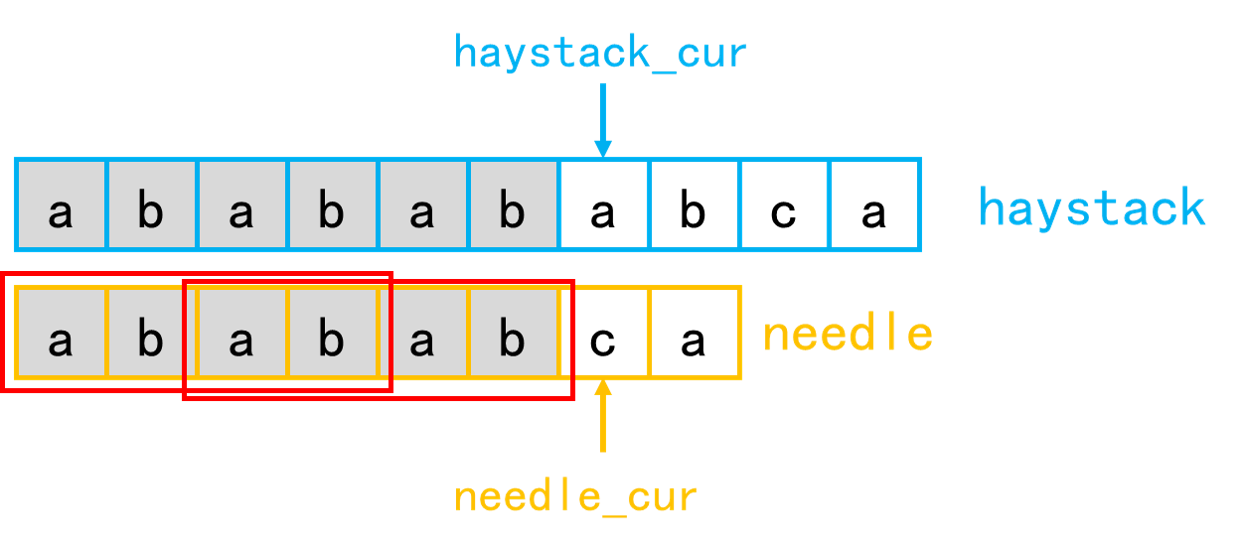 haystack_cur
a b a b a b a b c a haystack
a b a b a b c a needle
needle_cur